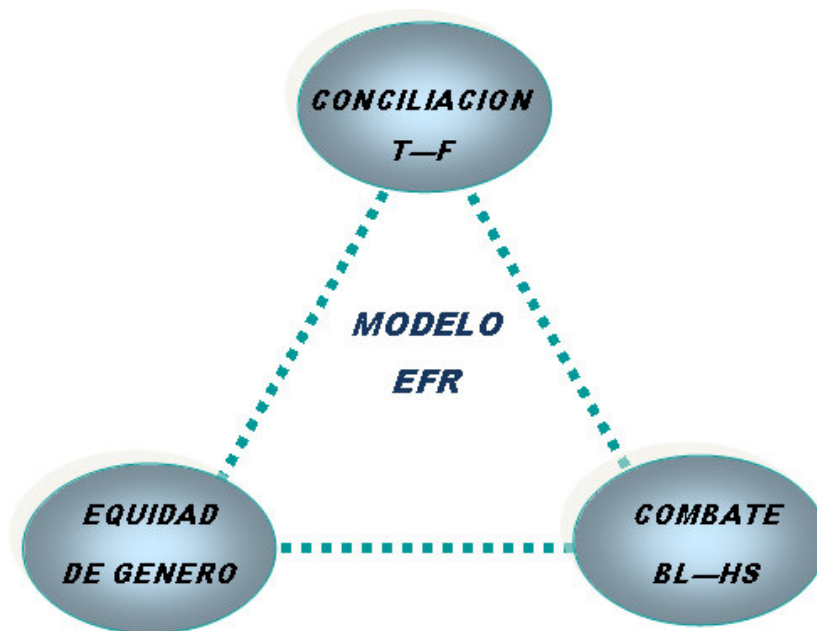 CONCILIACION
T—F
MODELO
EFR
EQUIDAD
DE GENERO
COMBATE
BL—HS